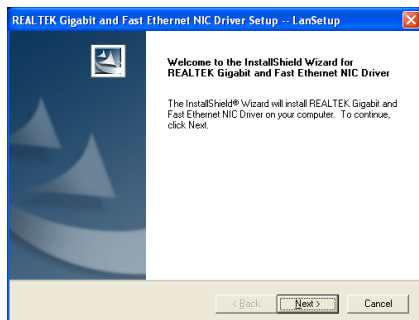 REALTEK Gigabit and Fast Ethernet NIC Driver Setup -- LanSetup
Welcome to the InstallShield Wizard for
REALTEK Gigabit and Fast Ethernet NIC Driver
The InstallShield® Wizard will install REALTEK Gigabit and
Fast Ethernet NIC Driver on your computer. To continue,
click Next.
< Back
Next >
Cancel